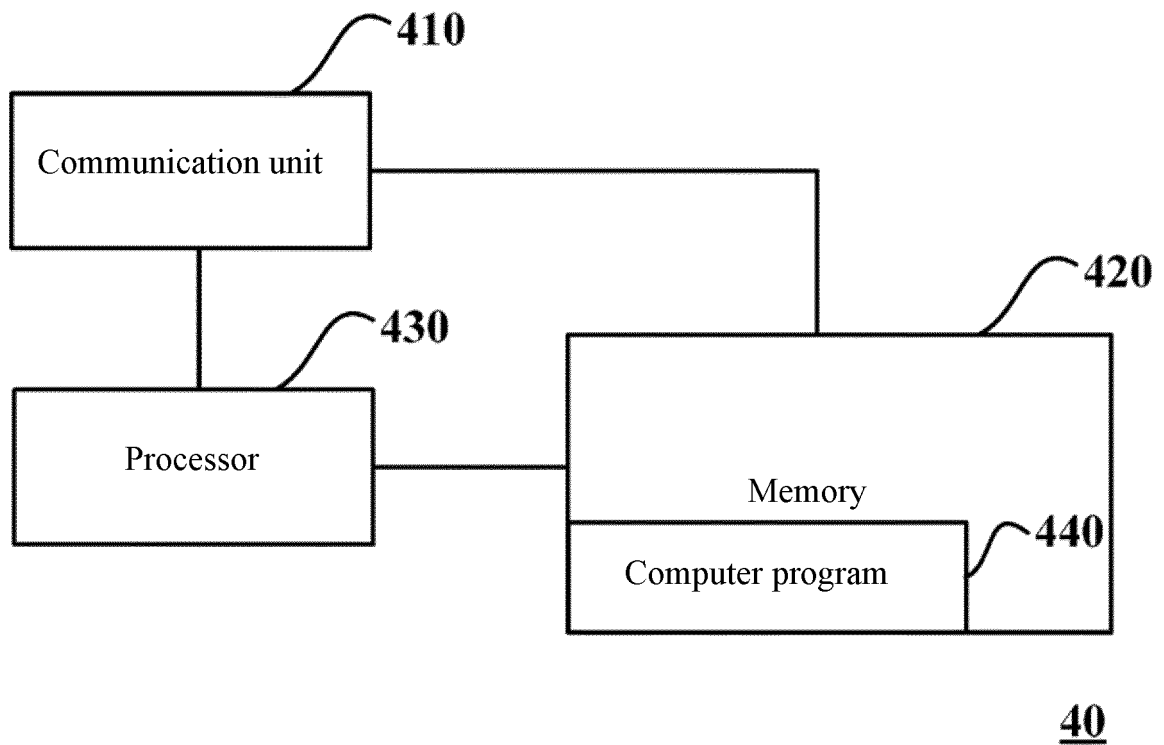 410
Communication unit
420
430
Processor
Memory
440
Computer program
40